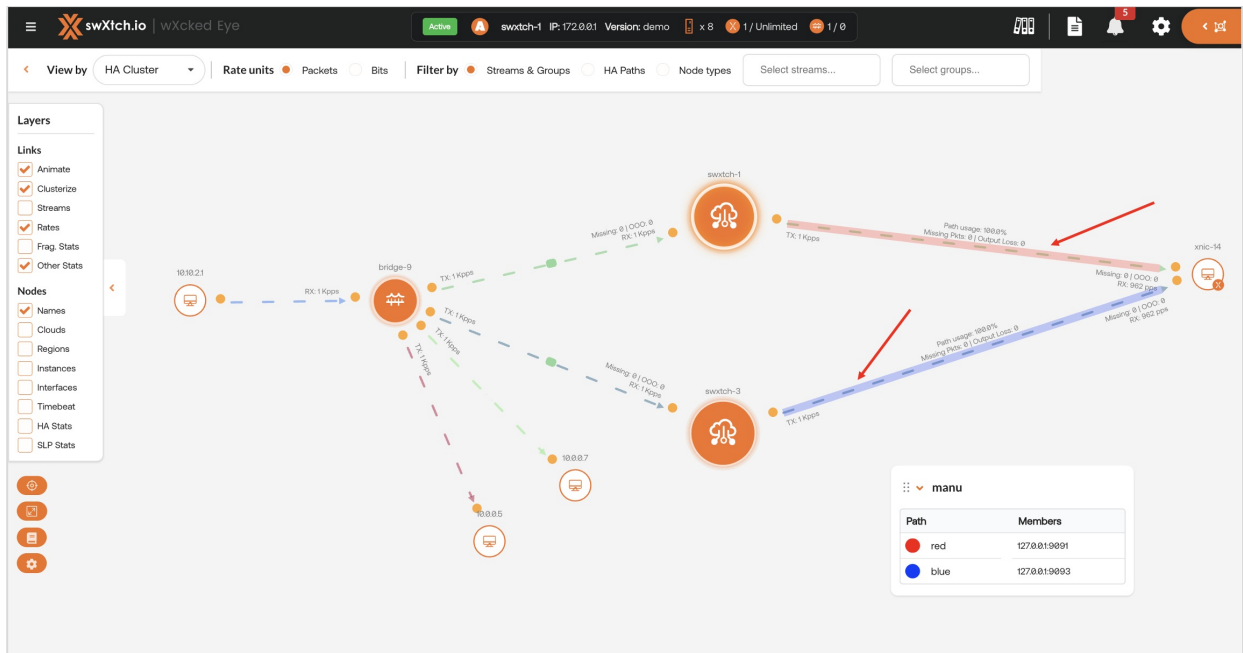 swXtch.io | wXcked Eye
Active
swxtch-1 IP: 172.0.0.1 Version: demo x 8 1 / Unlimited 1 / 0
5
View by
HA Cluster
Rate units Packets Bits
Filter by Streams & Groups HA Paths Node types
Select streams...
Select groups...
Layers
Links
Animate
Clusterize
Streams
Rates
Frag. Stats
Other Stats
Nodes
Names
Clouds
Regions
Instances
Interfaces
Timebeat
HA Stats
SLP Stats
10.10.2.1
RX: 1 Kpps
bridge-9
TX: 1 Kpps
TX: 1 Kpps
TX: 1 Kpps
TX: 1 Kpps
Missing: 0 | OOO: 0
RX: 1 Kpps
swxtch-1
TX: 1 Kpps
Path usage: 100.0%
Missing Pkts: 0 | Output Loss: 0
xnic-14
Missing: 0 | OOO: 0
RX: 962 pps
Missing: 0 | OOO: 0
RX: 962 pps
Path usage: 100.0%
Missing Pkts: 0 | Output Loss: 0
Missing: 0 | OOO: 0
RX: 1 Kpps
swxtch-3
TX: 1 Kpps
10.0.0.7
10.0.0.5
manu
Path Members
red 127.0.0.1:9091
blue 127.0.0.1:9093